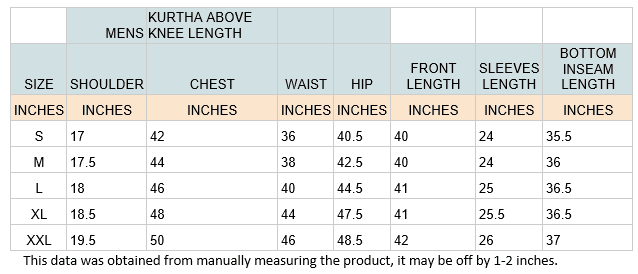 MENS KURTHA ABOVE KNEE LENGTH
SIZE SHOULDER CHEST WAIST HIP FRONT LENGTH SLEEVES LENGTH BOTTOM INSEAM LENGTH
INCHES INCHES INCHES INCHES INCHES INCHES INCHES INCHES
S 17 42 36 40.5 40 24 35.5
M 17.5 44 38 42.5 40 24 36
L 18 46 40 44.5 41 25 36.5
XL 18.5 48 44 47.5 41 25.5 36.5
XXL 19.5 50 46 48.5 42 26 37
This data was obtained from manually measuring the product, it may be off by 1-2 inches.